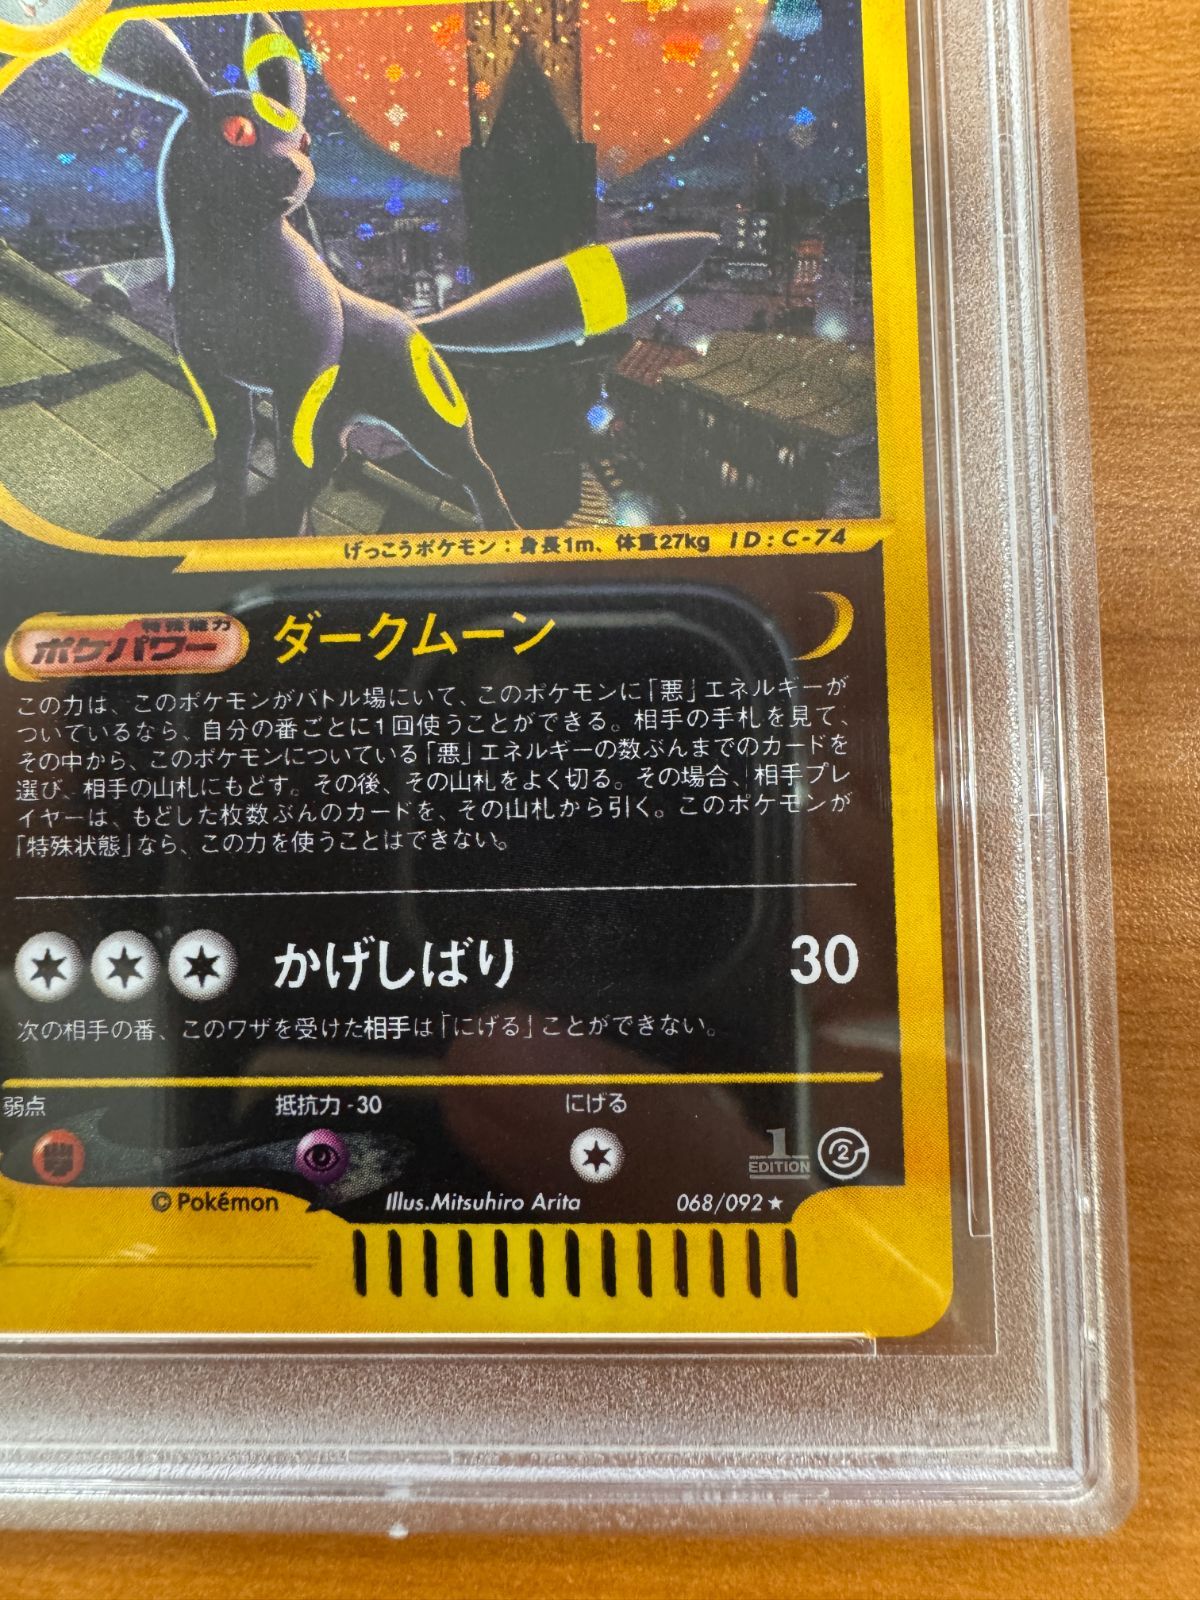 げっこうポケモン：身長1m、体重27kg ID：C-74
特殊能力
ポケパワー ダークムーン
この力は、このポケモンがバトル場にいて、このポケモンに「悪」エネルギーが
ついているなら、自分の番ごとに1回使うことができる。相手の手札を見て、
その中から、このポケモンについている「悪」エネルギーの数ぶんまでのカードを
選び、相手の山札にもどす。その後、その山札をよく切る。その場合、相手プレ
イヤーは、もどした枚数ぶんのカードを、その山札から引く。このポケモンが
「特殊状態」なら、この力を使うことはできない。
かげしばり 30
次の相手の番、このワザを受けた相手は「にげる」ことができない。
弱点 抵抗力 -30 にげる
1 EDITION 2
© Pokémon Illus.Mitsuhiro Arita 068/092 ★